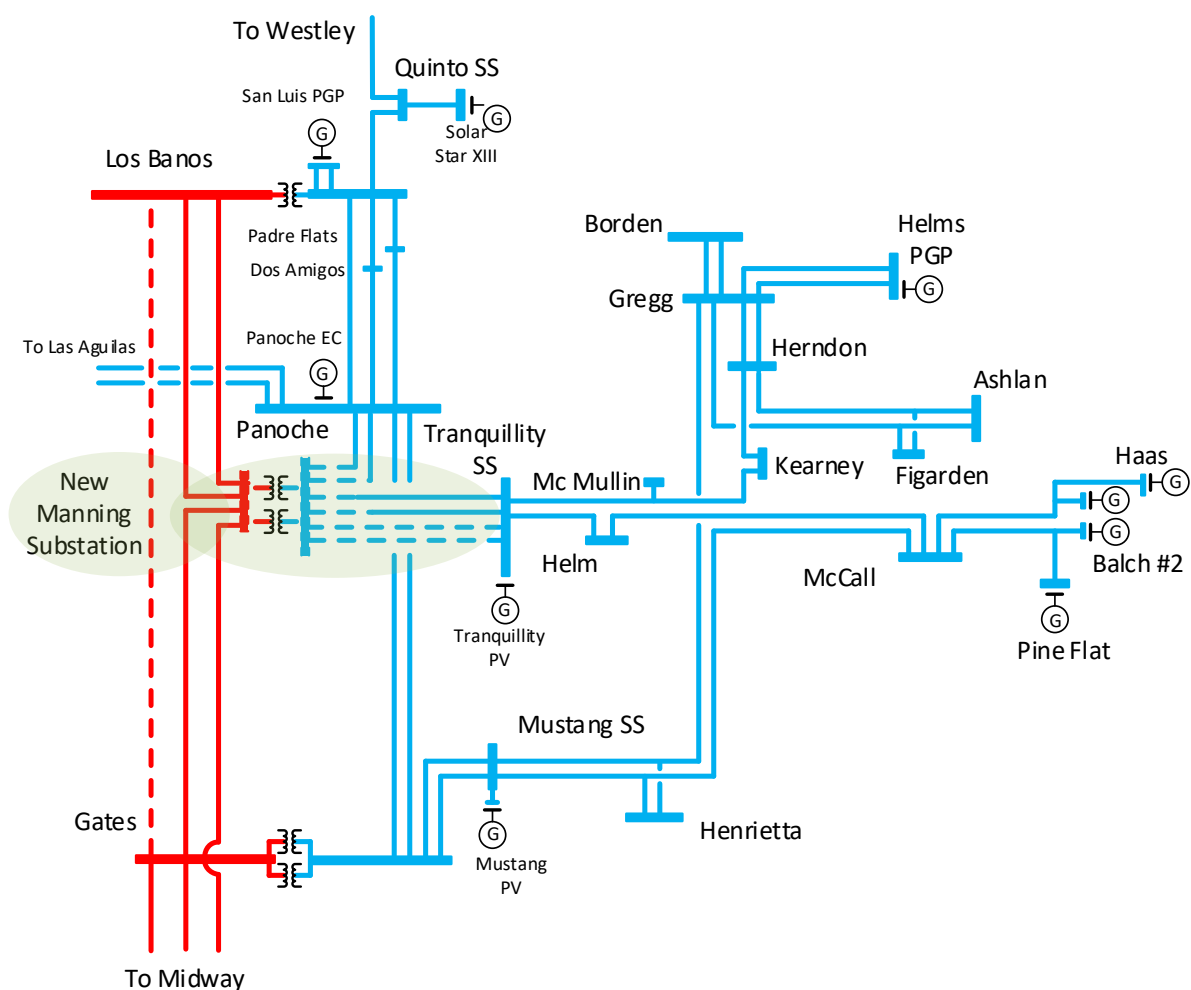 To Westley
Quinto SS
San Luis PGP
G
G
Solar
Star XIII
Los Banos
Padre Flats
Dos Amigos
Borden
Helms
PGP
G
Gregg
To Las Aguilas
Panoche EC
G
Herndon
Ashlan
Panoche
Tranquillity
SS
Kearney
Figarden
Haas
G
New
Manning
Substation
Mc Mullin
G
G
Helm
McCall
Balch #2
G
Tranquillity
PV
G
Pine Flat
Mustang SS
Gates
G
Henrietta
Mustang
PV
To Midway